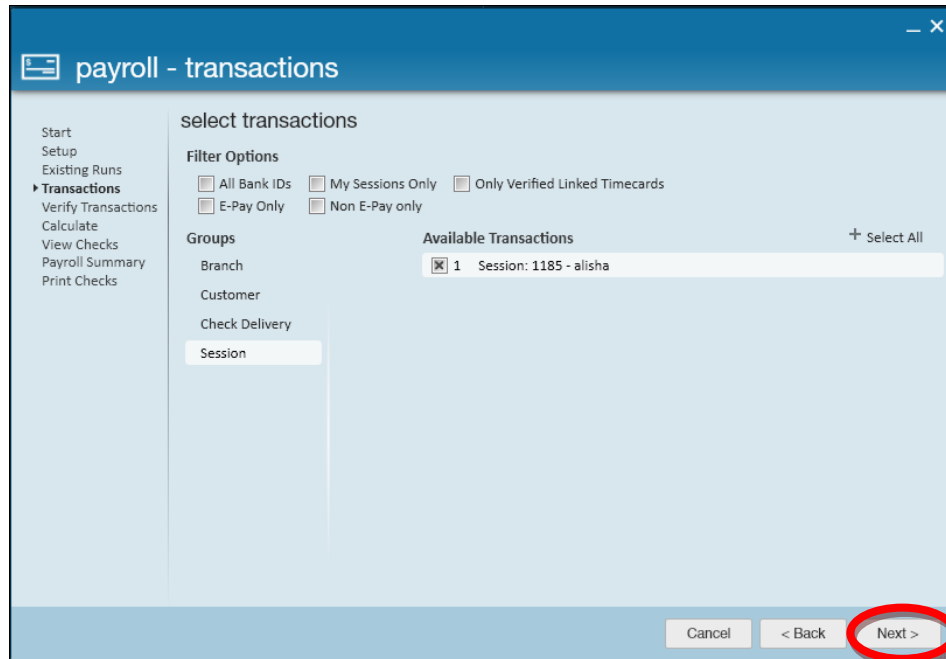 payroll - transactions
Start
Setup
Existing Runs
Transactions
Verify Transactions
Calculate
View Checks
Payroll Summary
Print Checks
select transactions
Filter Options
All Bank IDs My Sessions Only Only Verified Linked Timecards
E-Pay Only Non E-Pay only
Groups
Branch
Customer
Check Delivery
Session
Available Transactions + Select All
1 Session: 1185 - alisha
Cancel < Back Next >